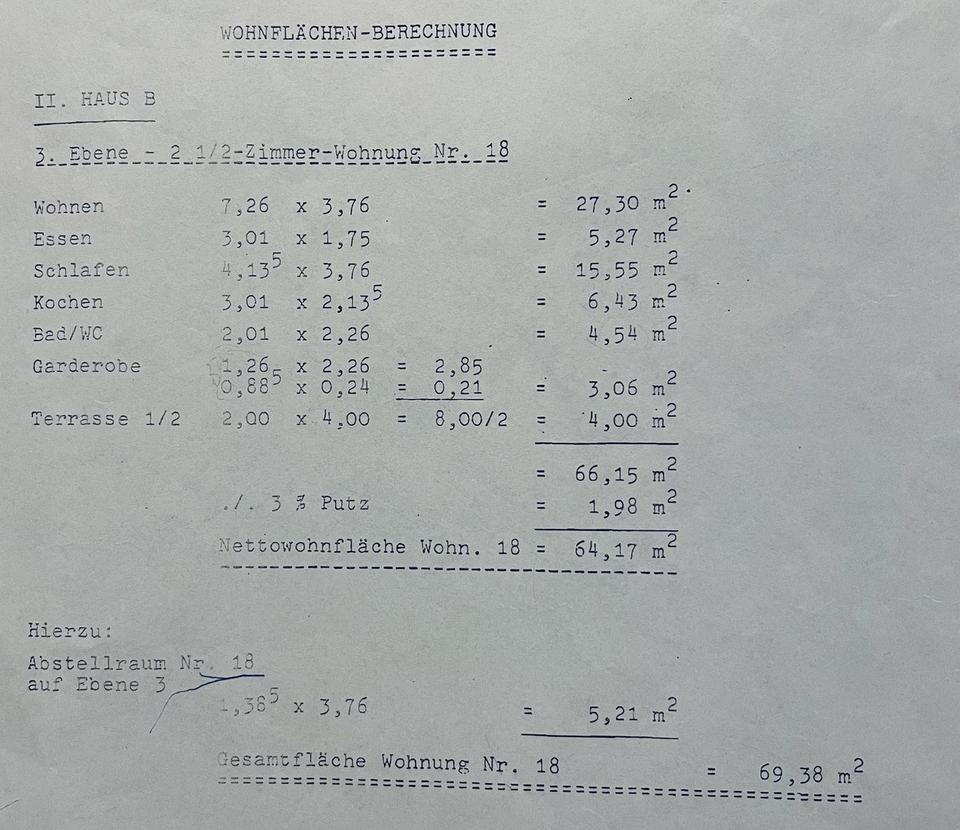 WOHNFLÄCHEN-BERECHNUNG
II. HAUS B
3. Ebene - 2 1/2-Zimmer-Wohnung Nr. 18
Wohnen 7,26 x 3,76 = 27,30 m²
Essen 3,01 x 1,75 = 5,27 m²
Schlafen 4,13⁵ x 3,76 = 15,55 m²
Kochen 3,01 x 2,13⁵ = 6,43 m²
Bad/WC 2,01 x 2,26 = 4,54 m²
Garderobe 1,26 x 2,26 = 2,85
0,88⁵ x 0,24 = 0,21 = 3,06 m²
Terrasse 1/2 2,00 x 4,00 = 8,00/2 = 4,00 m²
= 66,15 m²
./. 3 % Putz = 1,98 m²
Nettowohnfläche Wohn. 18 = 64,17 m²
Hierzu:
Abstellraum Nr. 18
auf Ebene 3
1,38⁵ x 3,76 = 5,21 m²
Gesamtfläche Wohnung Nr. 18 = 69,38 m²